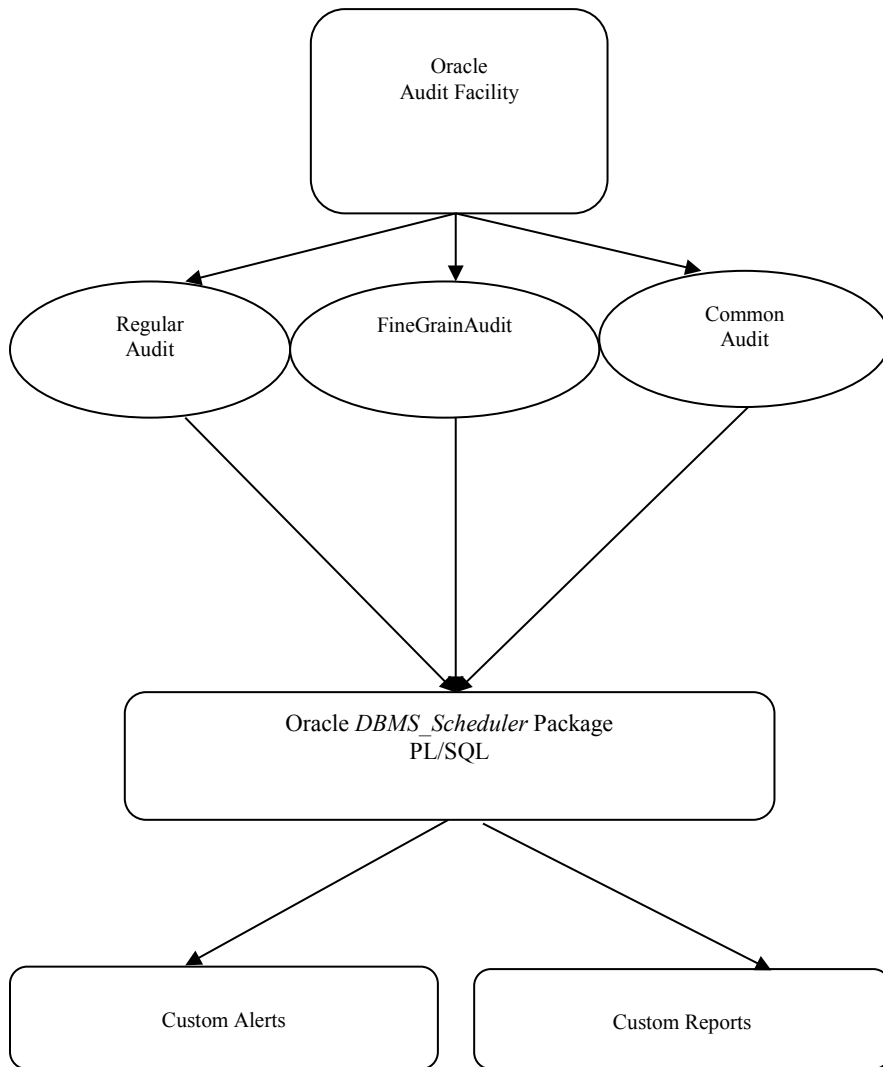 Oracle
Audit Facility
Regular
Audit
FineGrainAudit
Common
Audit
Oracle DBMS_Scheduler Package
PL/SQL
Custom Alerts
Custom Reports